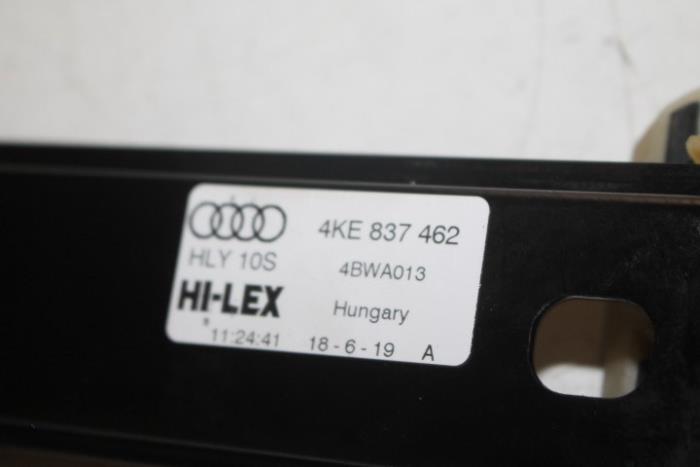 4KE 837 462
HLY 10S 4BWA013
HI-LEX Hungary
11:24:41 18-6-19 A